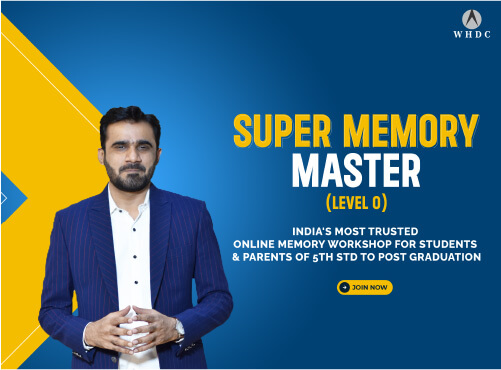 WHDC
SUPER MEMORY
MASTER
(LEVEL 0)
INDIA'S MOST TRUSTED
ONLINE MEMORY WORKSHOP FOR STUDENTS
& PARENTS OF 5TH STD TO POST GRADUATION
JOIN NOW